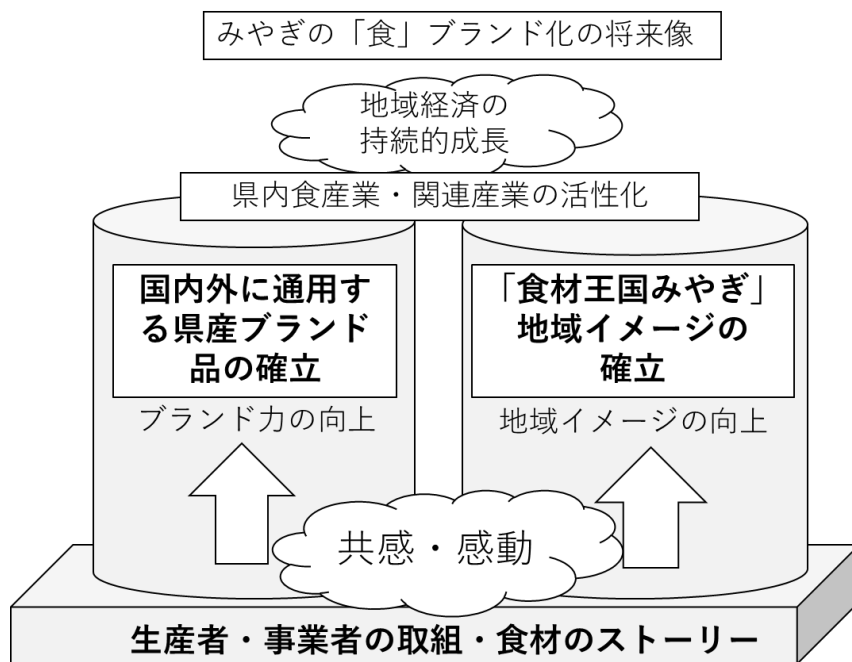 みやぎの「食」ブランド化の将来像
地域経済の
持続的成長
県内食産業・関連産業の活性化
国内外に通用す
る県産ブランド
品の確立
ブランド力の向上
「食材王国みやぎ」
地域イメージの
確立
地域イメージの向上
共感・感動
生産者・事業者の取組・食材のストーリー